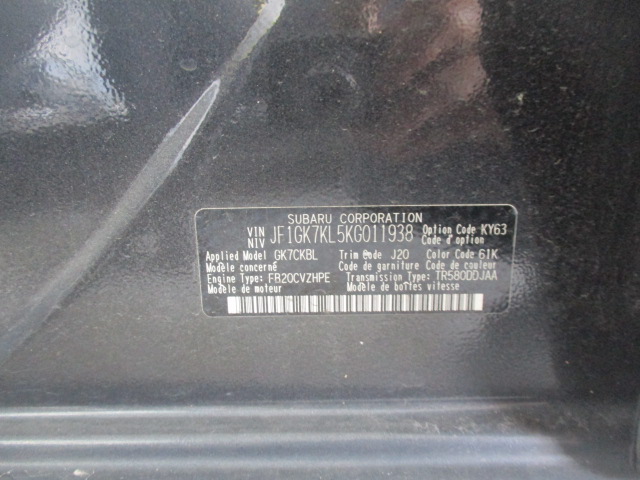 SUBARU CORPORATION
VIN NIV JF1GK7KL5KG011938 Option Code KY63
Code d'option
Applied Model GK7CKBL Trim Code J20 Color Code 61K
Modèle concerné Code de garniture Code de couleur
Engine Type: FB20CVZHPE Transmission Type: TR580DDJAA
Modèle de moteur Modèle de boîtes vitesse